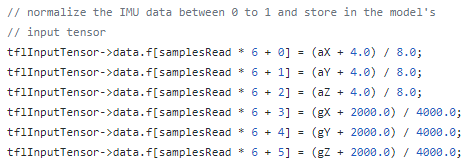 // normalize the IMU data between 0 to 1 and store in the model's
// input tensor
tflInputTensor->data.f[samplesRead * 6 + 0] = (aX + 4.0) / 8.0;
tflInputTensor->data.f[samplesRead * 6 + 1] = (aY + 4.0) / 8.0;
tflInputTensor->data.f[samplesRead * 6 + 2] = (aZ + 4.0) / 8.0;
tflInputTensor->data.f[samplesRead * 6 + 3] = (gX + 2000.0) / 4000.0;
tflInputTensor->data.f[samplesRead * 6 + 4] = (gY + 2000.0) / 4000.0;
tflInputTensor->data.f[samplesRead * 6 + 5] = (gZ + 2000.0) / 4000.0;